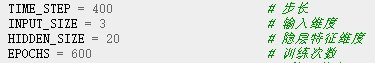 TIME_STEP = 400 # 步长
INPUT_SIZE = 3 # 输入维度
HIDDEN_SIZE = 20 # 隐层特征维度
EPOCHS = 600 # 训练次数